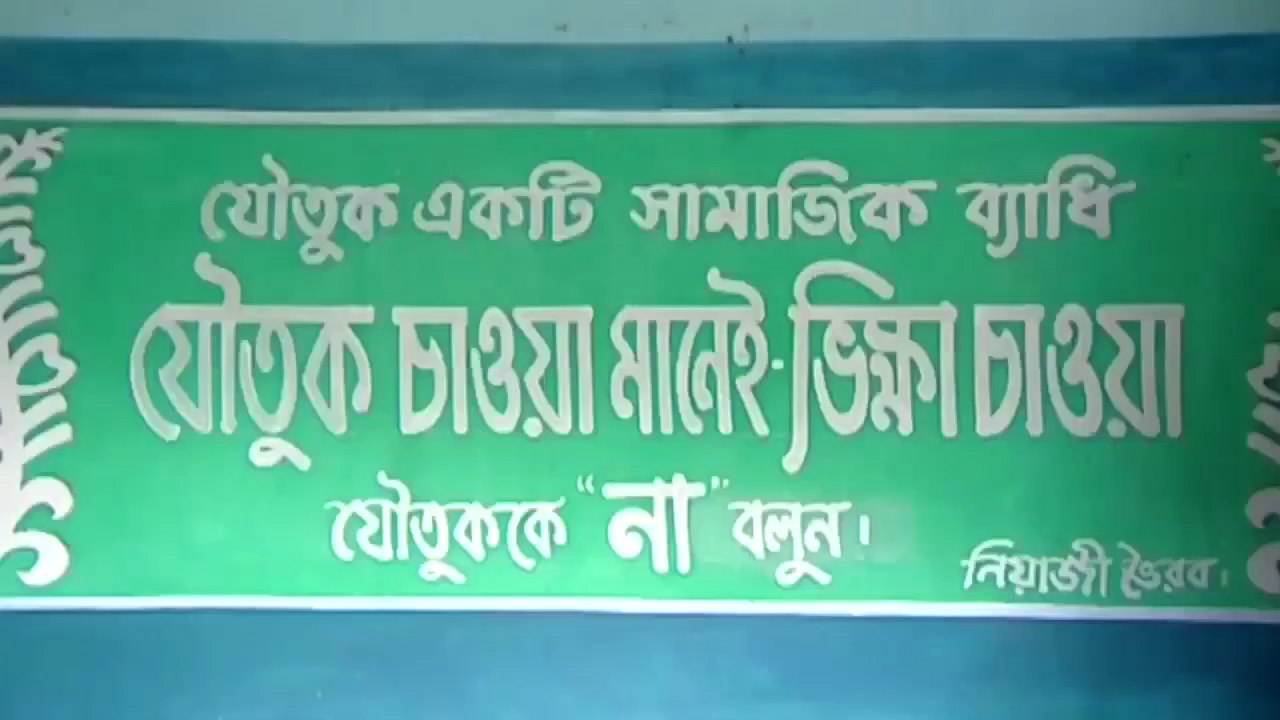 যৌতুক একটি সামাজিক ব্যাধি
যৌতুক চাওয়া মানেই-ভিক্ষা চাওয়া
যৌতুককে “না” বলুন।
নিয়াজী ভৈরব।